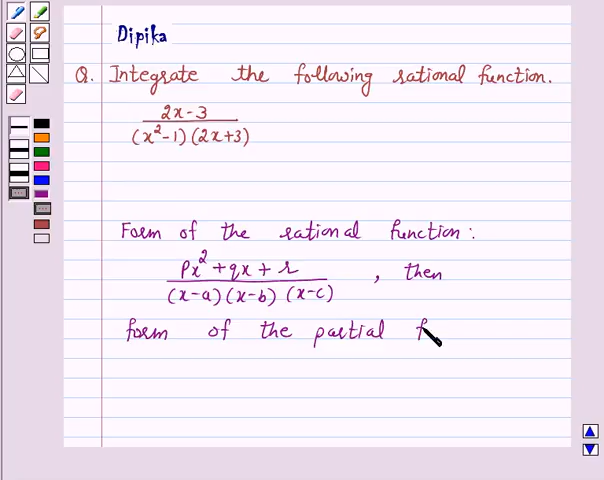 Dipika
Q. Integrate the following rational function.
2x-3
(x²-1) (2x+3)
Form of the rational function:
px²+qx+r
(x-a) (x-b) (x-c) , then
form of the partial f